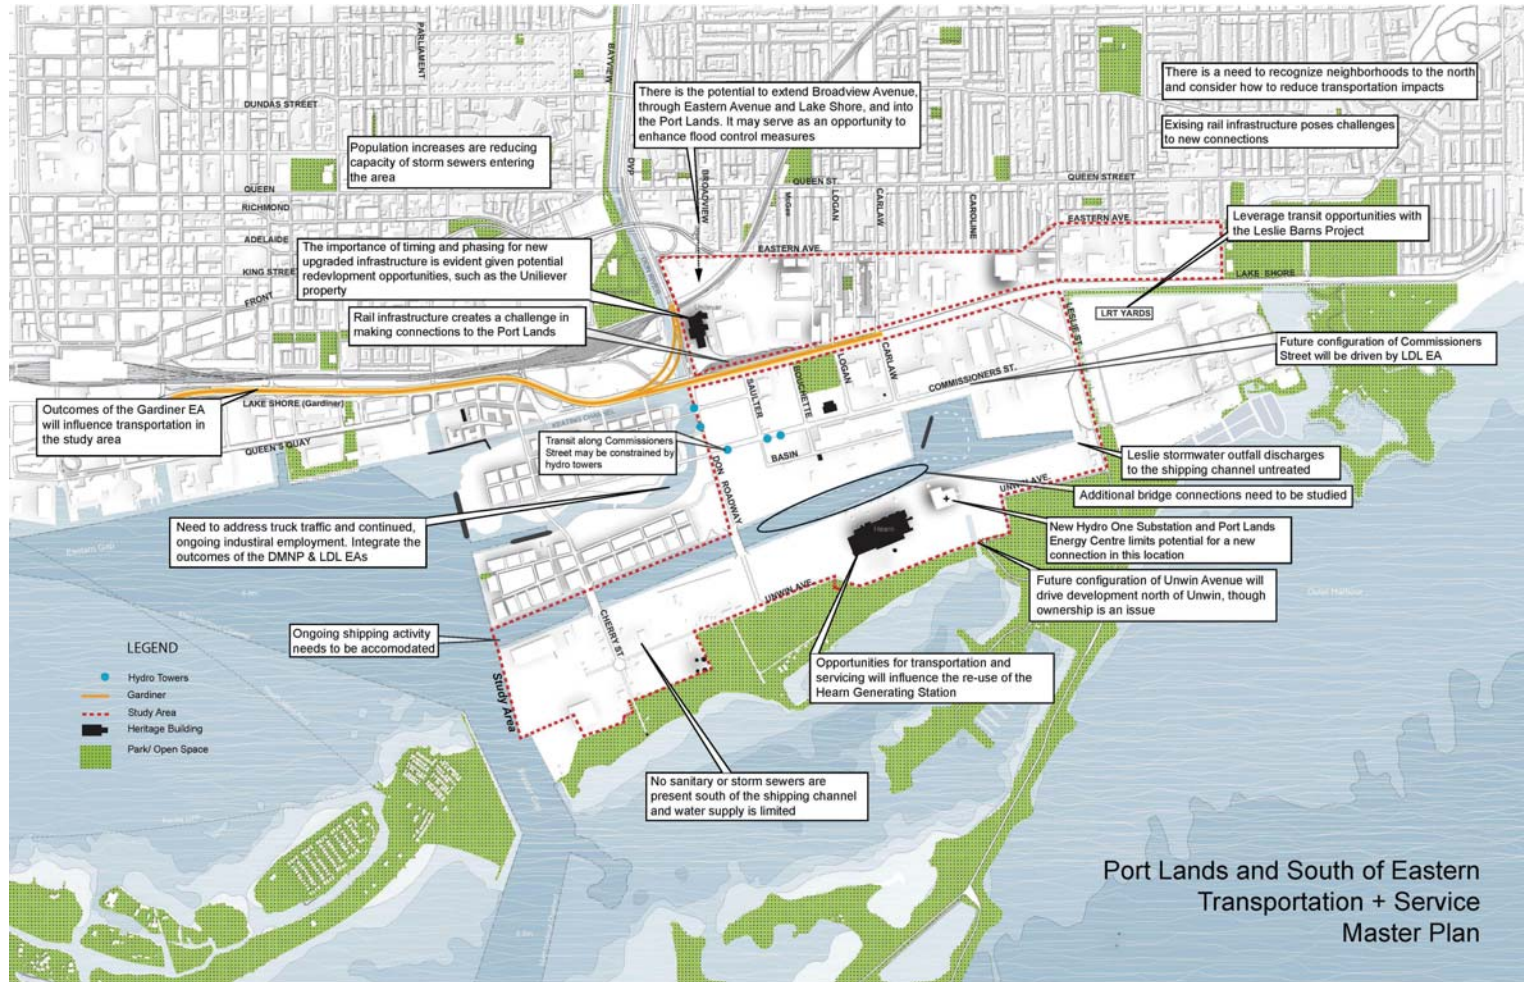 PARLIAMENT
BAYVIEW
DUNDAS STREET
There is the potential to extend Broadview Avenue,
through Eastern Avenue and Lake Shore, and into
the Port Lands. It may serve as an opportunity to
enhance flood control measures
There is a need to recognize neighborhoods to the north
and consider how to reduce transportation impacts
Exising rail infrastructure poses challenges
to new connections
Population increases are reducing
capacity of storm sewers entering
the area
DVP
BROADVIEW
QUEEN
QUEEN ST.
QUEEN STREET
RICHMOND
McGee
LOGAN
CARLAW
CAROLINE
ADELAIDE
EASTERN AVE.
EASTERN AVE.
Leverage transit opportunities with
the Leslie Barns Project
The importance of timing and phasing for new
upgraded infrastructure is evident given potential
redevlopment opportunities, such as the Uniliever
property
KING STREET
LAKE SHORE
FRONT
Rail infrastructure creates a challenge in
making connections to the Port Lands
LESLIE ST.
LRT YARDS
Future configuration of Commissioners
Street will be driven by LDL EA
LOGAN
CARLAW
BOUCHETTE
SAULTER
COMMISSIONERS ST.
Outcomes of the Gardiner EA
will influence transportation in
the study area
LAKE SHORE (Gardiner)
KEATING CHANNEL
QUEEN'S QUAY
Transit along Commissioners
Street may be constrained by
hydro towers
BASIN
DON ROADWAY
Leslie stormwater outfall discharges
to the shipping channel untreated
UNWIN AVE.
Additional bridge connections need to be studied
Need to address truck traffic and continued,
ongoing industiral employment. Integrate the
outcomes of the DMNP & LDL EAs
Hearn
New Hydro One Substation and Port Lands
Energy Centre limits potential for a new
connection in this location
Future configuration of Unwin Avenue will
drive development north of Unwin, though
ownership is an issue
UNWIN AVE.
Outer Harbour
Ongoing shipping activity
needs to be accomodated
CHERRY ST.
Study Area
Opportunities for transportation and
servicing will influence the re-use of the
Hearn Generating Station
LEGEND
Hydro Towers
Gardiner
Study Area
Heritage Building
Park/ Open Space
No sanitary or storm sewers are
present south of the shipping channel
and water supply is limited
Port Lands and South of Eastern
Transportation + Service
Master Plan